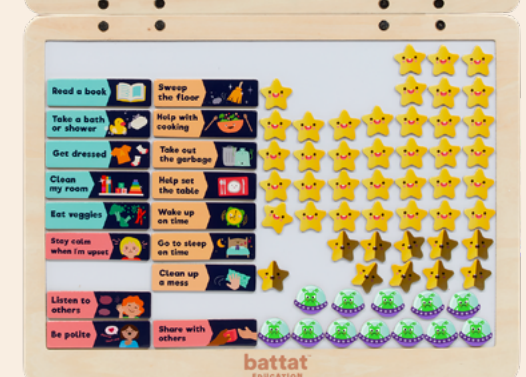 Read a book
Sweep
the floor
Take a bath
or shower
Help with
cooking
Get dressed
Take out
the garbage
Clean
my room
Help set
the table
Eat veggies
Wake up
on time
Stay calm
when I'm upset
Go to sleep
on time
Clean up
a mess
Listen to
others
Be polite
Share with
others
battat
EDUCATION